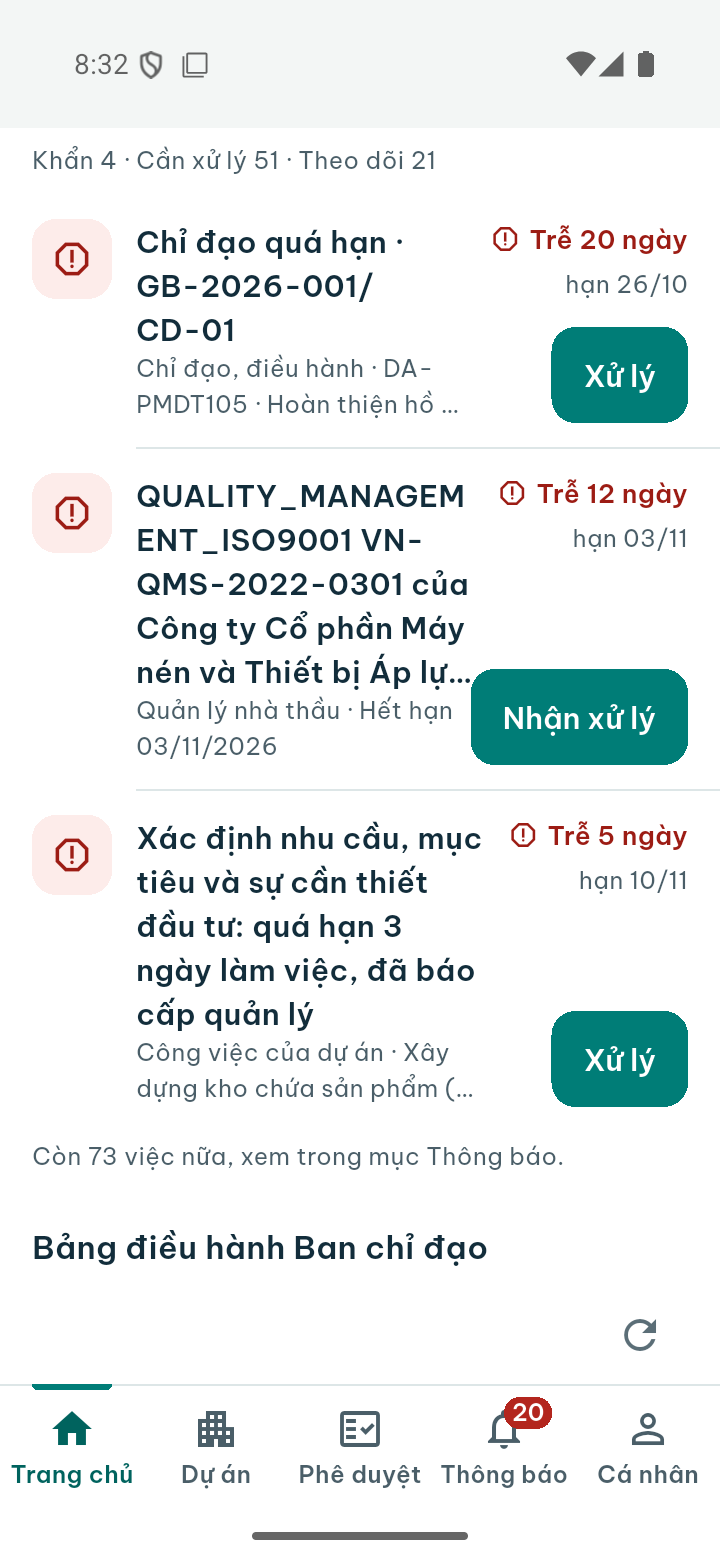 8:32
Khẩn 4 · Cần xử lý 51 · Theo dõi 21
Chỉ đạo quá hạn ·
GB-2026-001/
CD-01
Trễ 20 ngày
hạn 26/10
Chỉ đạo, điều hành · DA-
PMDT105 · Hoàn thiện hồ ...
Xử lý
QUALITY_MANAGEM
ENT_ISO9001 VN-
QMS-2022-0301 của
Công ty Cổ phần Máy
nén và Thiết bị Áp lự...
Trễ 12 ngày
hạn 03/11
Quản lý nhà thầu · Hết hạn
03/11/2026
Nhận xử lý
Xác định nhu cầu, mục
tiêu và sự cần thiết
đầu tư: quá hạn 3
ngày làm việc, đã báo
cấp quản lý
Trễ 5 ngày
hạn 10/11
Công việc của dự án · Xây
dựng kho chứa sản phẩm (...
Xử lý
Còn 73 việc nữa, xem trong mục Thông báo.
Bảng điều hành Ban chỉ đạo
20
Trang chủ
Dự án
Phê duyệt
Thông báo
Cá nhân